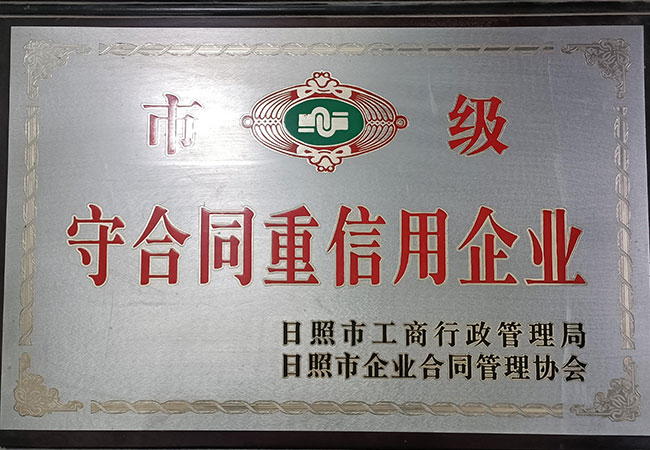 市 级
守合同重信用企业
日照市工商行政管理局
日照市企业合同管理协会